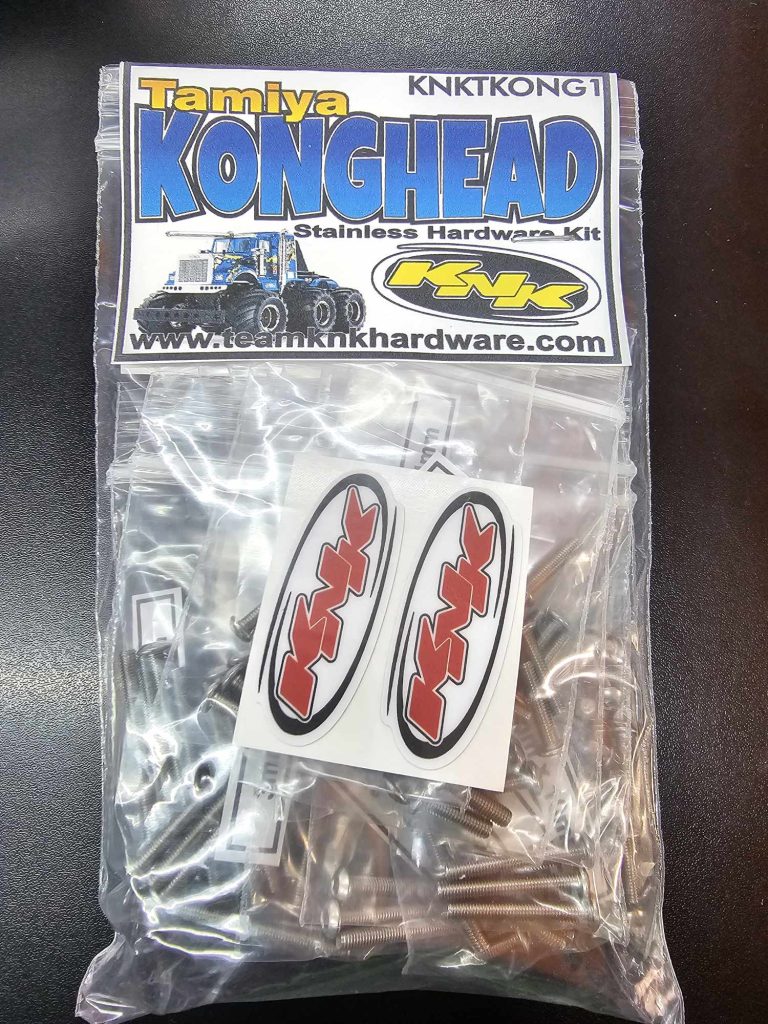 KNKTKONG1
Tamiya
KONGHEAD
Stainless Hardware Kit
KNK
www.teamknkhardware.com
KNK
KNK